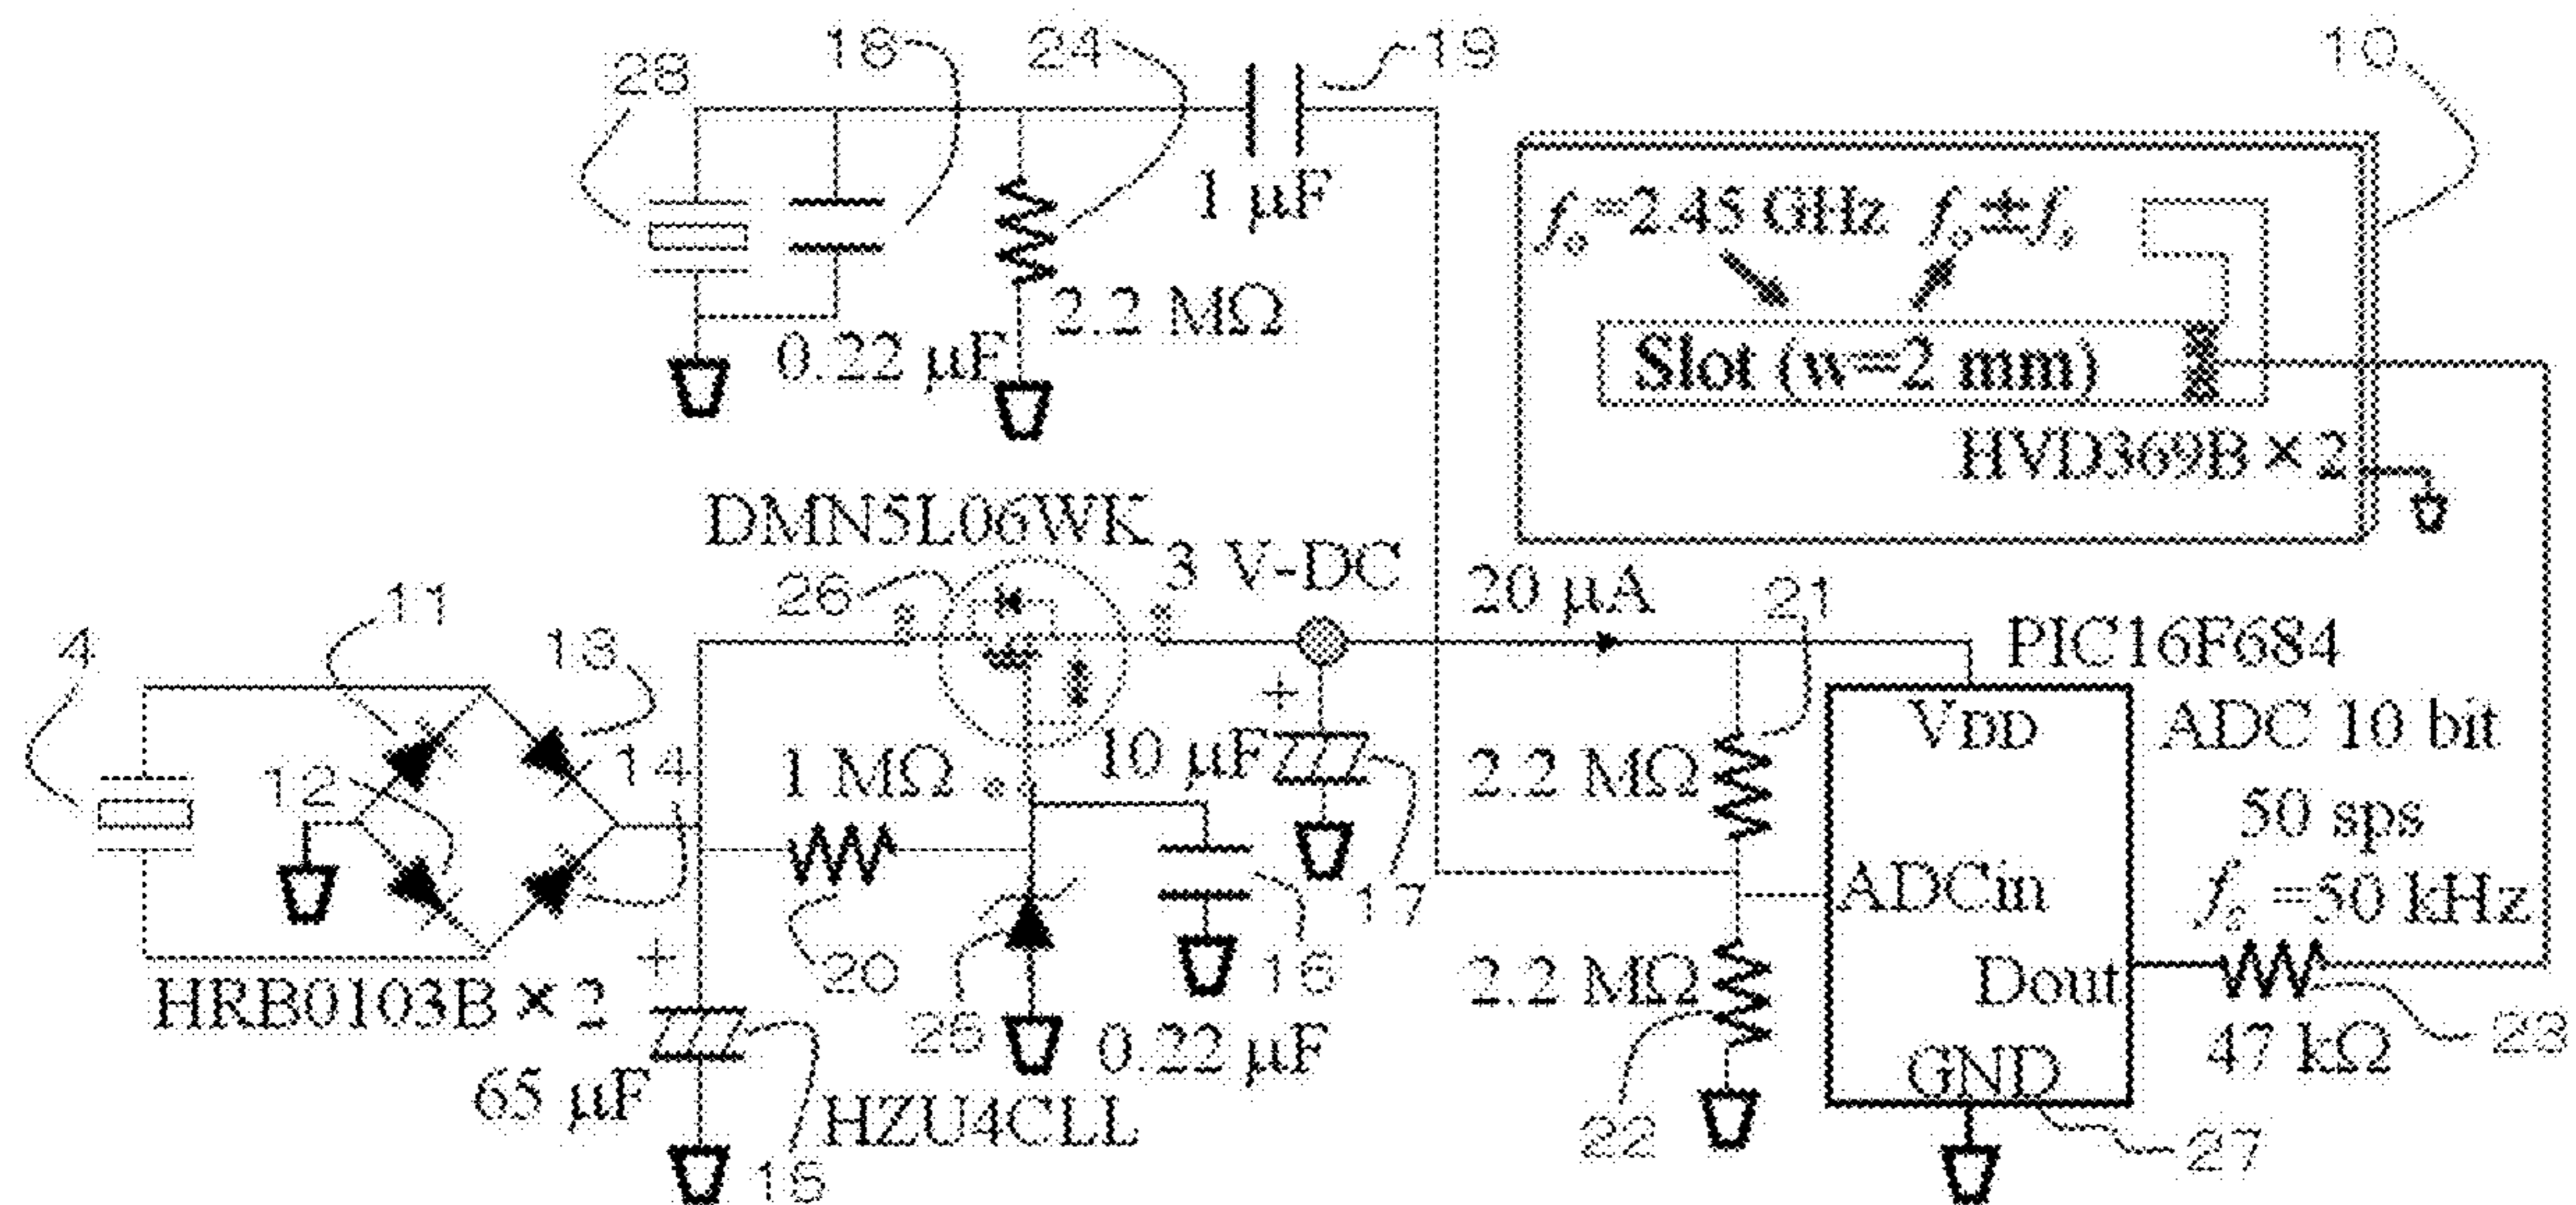 28 18 24 19 10
1 μF
f₀=2.45 GHz f₀±fₛ
2.2 MΩ
0.22 μF
Slot (w=2 mm)
HVD369B × 2
DMN5L06WK
26 3 V-DC
20 μA 21
11
4 13 PIC16F684
+
VDD ADC 10 bit
12 14 1 MΩ 10 μF 2.2 MΩ
50 sps
ADCin
17
fₛ =50 kHz
+ 20 16 2.2 MΩ Dout
HRB0103B × 2
25 0.22 μF 47 kΩ 23
65 μF HZU4CLL GND
22 27
15